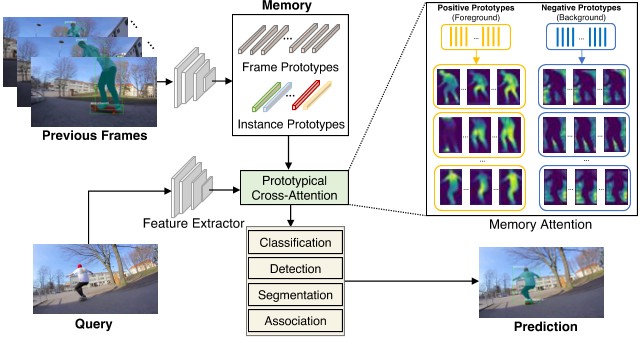 Memory
Positive Prototypes
(Foreground)
Negative Prototypes
(Background)
...
...
...
Frame Prototypes
...
Instance Prototypes
Previous Frames
...
Memory Attention
Prototypical
Cross-Attention
Feature Extractor
Classification
Detection
Segmentation
Association
Query
Prediction